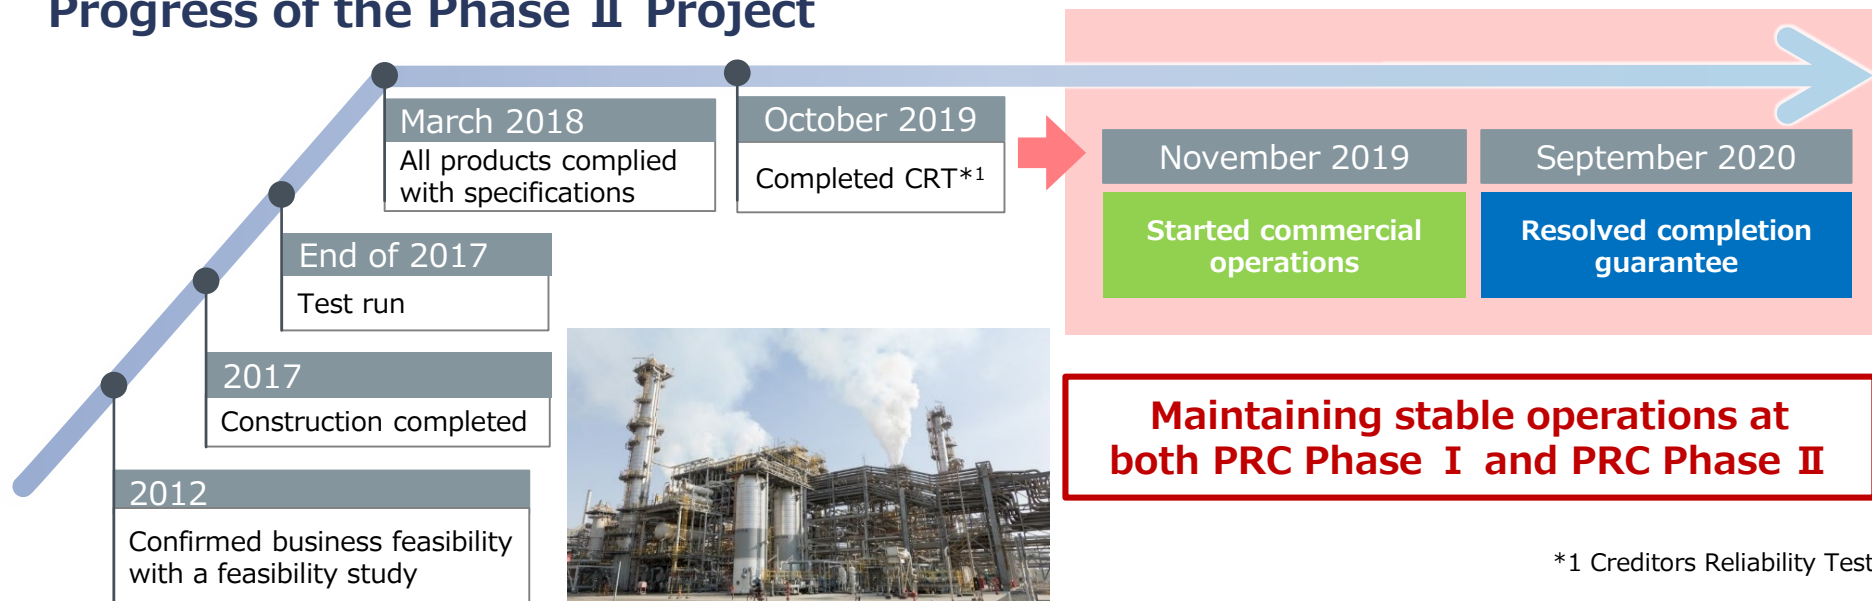 Progress of the Phase Ⅱ Project
March 2018
All products complied
with specifications
October 2019
Completed CRT*1
November 2019
Started commercial
operations
September 2020
Resolved completion
guarantee
End of 2017
Test run
2017
Construction completed
2012
Confirmed business feasibility
with a feasibility study
Maintaining stable operations at
both PRC Phase Ⅰ and PRC Phase Ⅱ
*1 Creditors Reliability Test